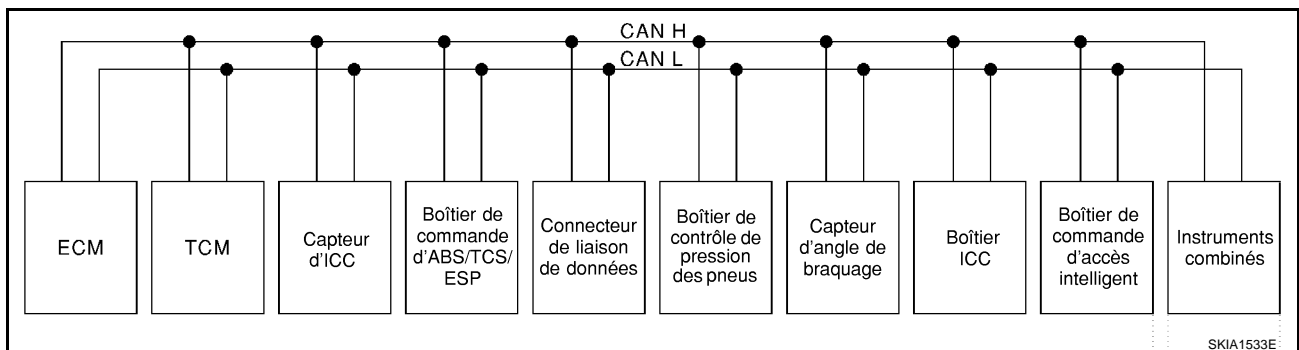 CAN H
CAN L
ECM
TCM
Capteur
d'ICC
Boîtier de
commande
d'ABS/TCS/
ESP
Connecteur
de liaison
de données
Boîtier de
contrôle de
pression
des pneus
Capteur
d'angle de
braquage
Boîtier
ICC
Boîtier de
commande
d'accès
intelligent
Instruments
combinés
SKIA1533E